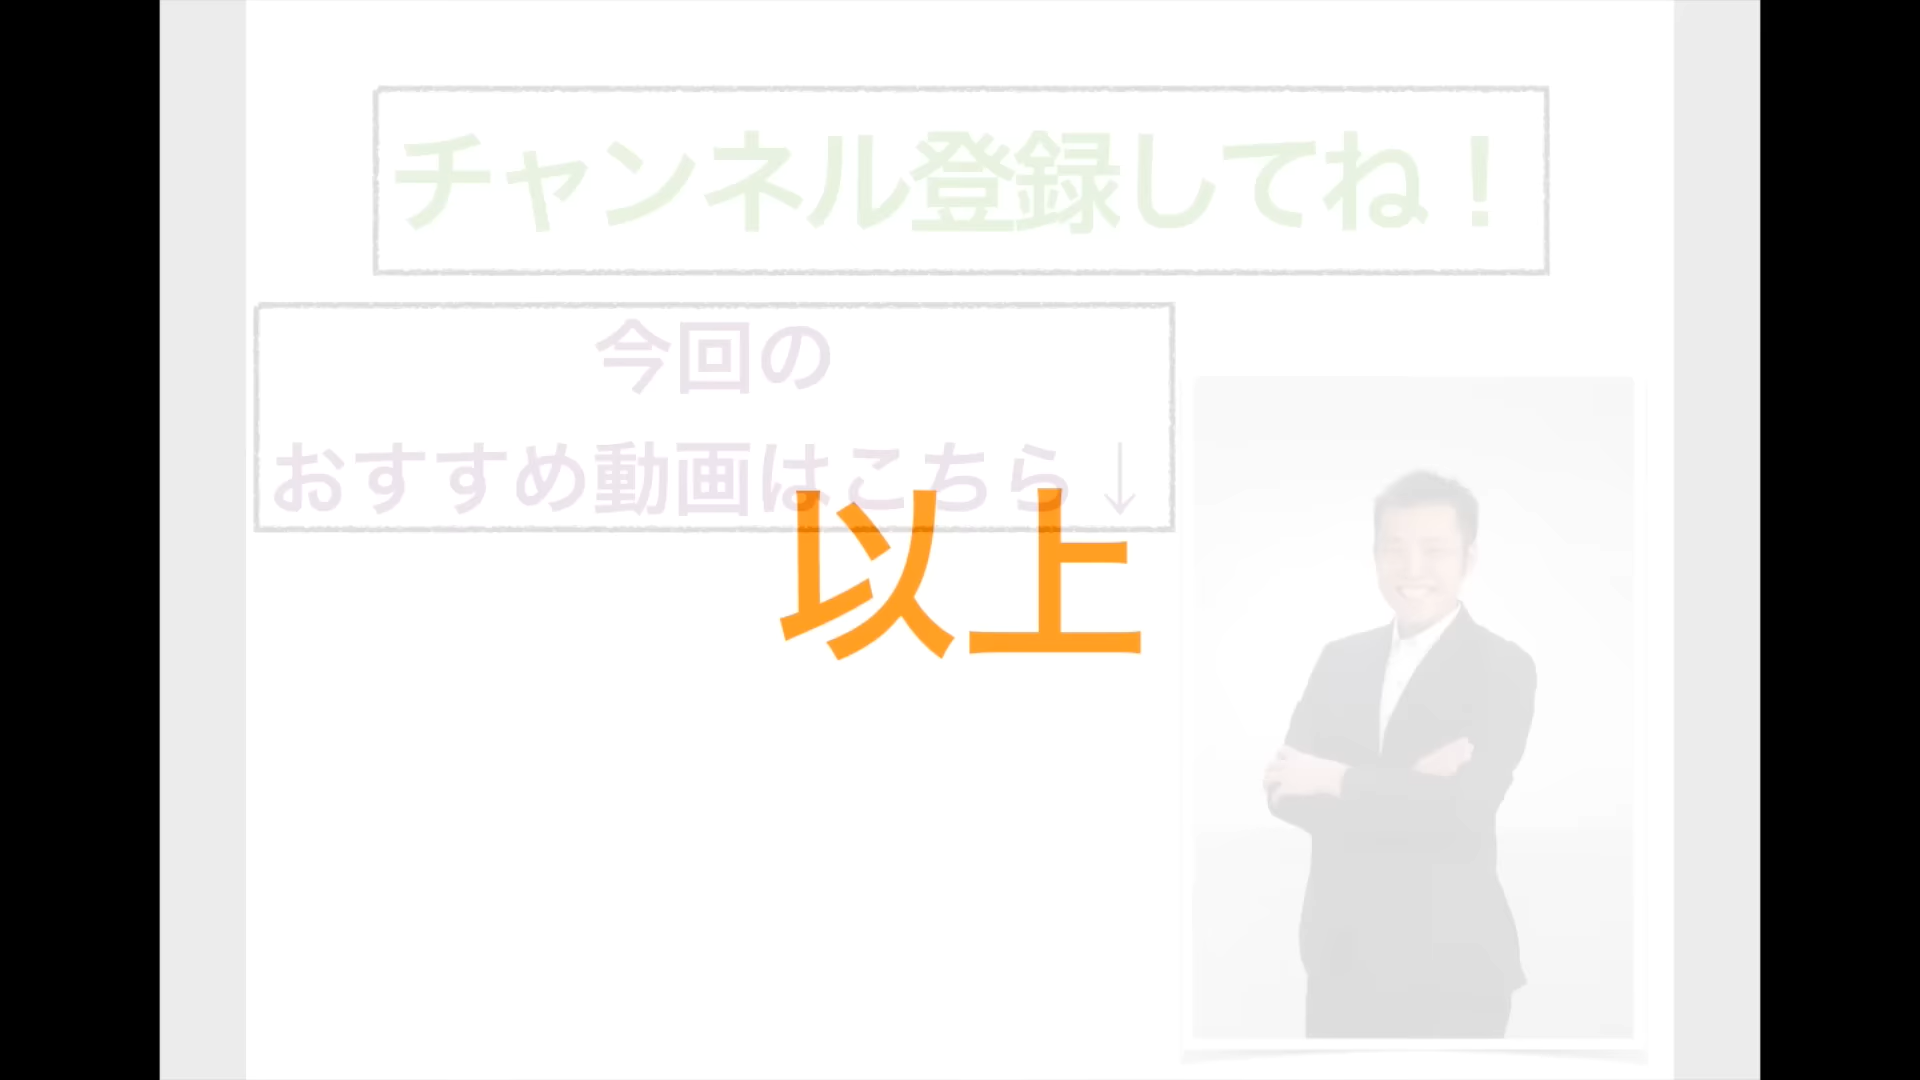 チャンネル登録してね！
今回の
おすすめ動画はこちら↓
以上